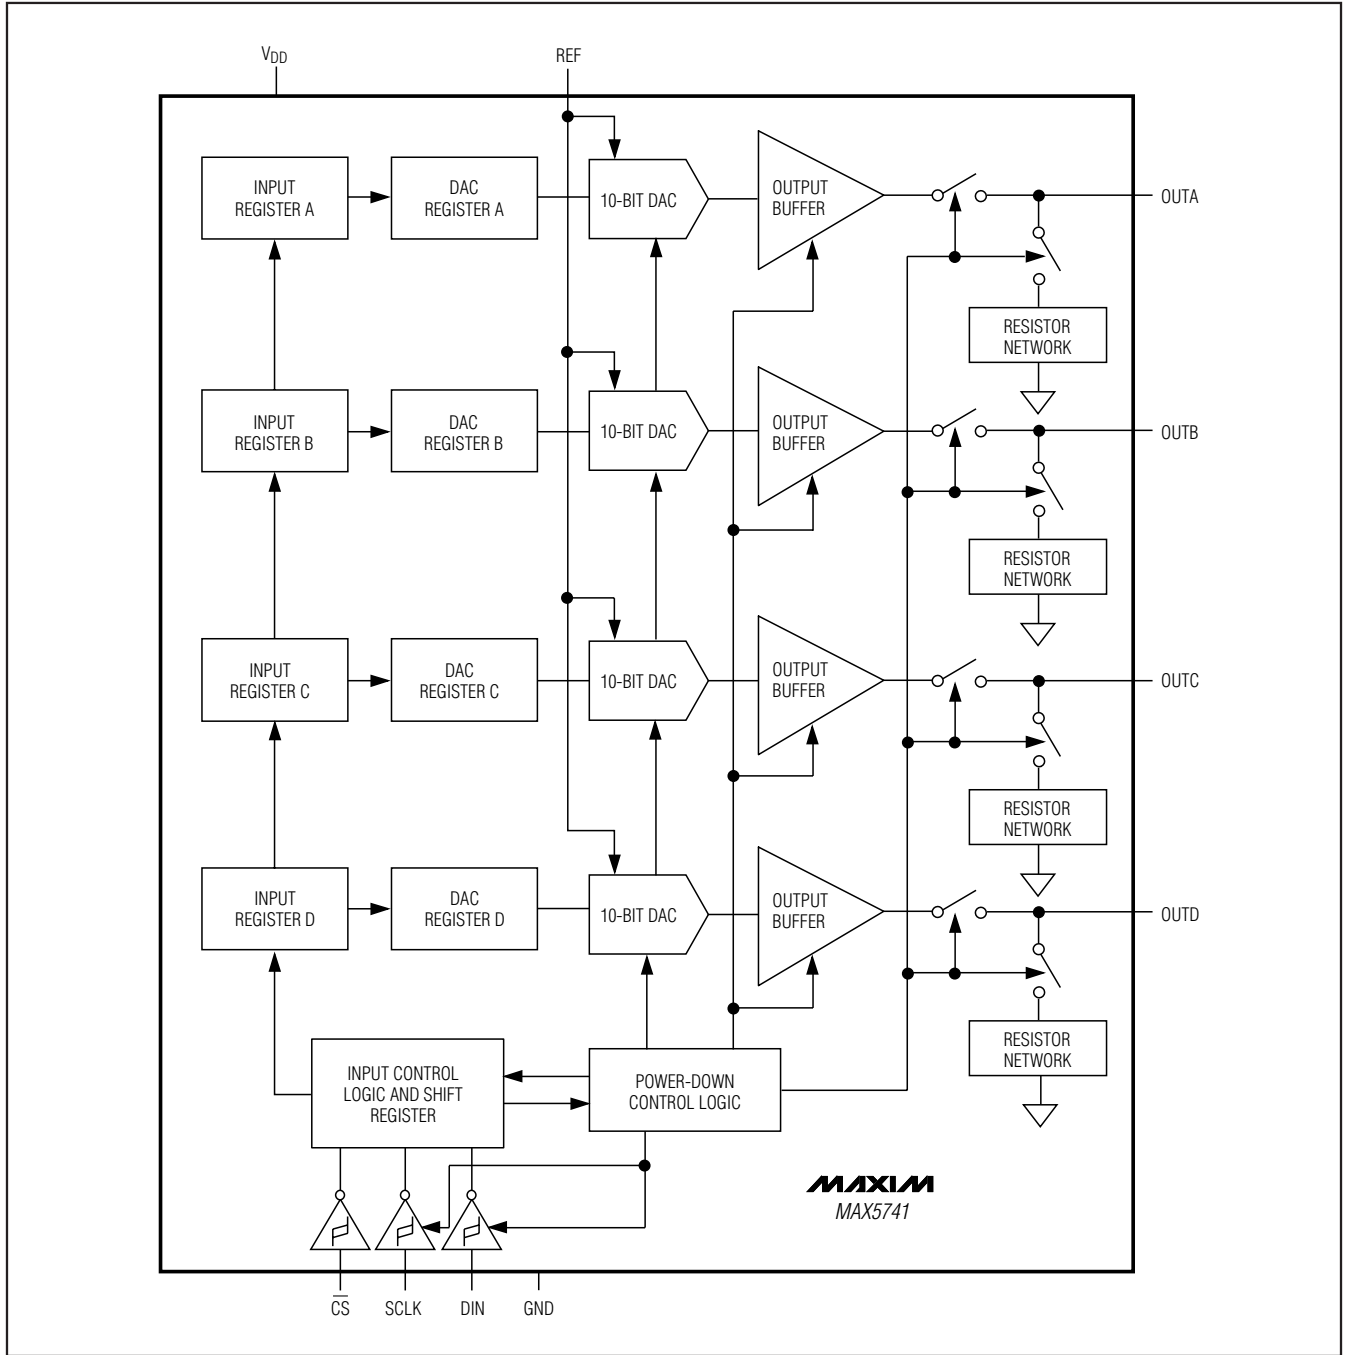 VDD
REF
INPUT
REGISTER A
DAC
REGISTER A
10-BIT DAC
OUTPUT
BUFFER
OUTA
RESISTOR
NETWORK
INPUT
REGISTER B
DAC
REGISTER B
10-BIT DAC
OUTPUT
BUFFER
OUTB
RESISTOR
NETWORK
INPUT
REGISTER C
DAC
REGISTER C
10-BIT DAC
OUTPUT
BUFFER
OUTC
RESISTOR
NETWORK
INPUT
REGISTER D
DAC
REGISTER D
10-BIT DAC
OUTPUT
BUFFER
OUTD
RESISTOR
NETWORK
INPUT CONTROL
LOGIC AND SHIFT
REGISTER
POWER-DOWN
CONTROL LOGIC
MAXIM
MAX5741
CS
SCLK
DIN
GND